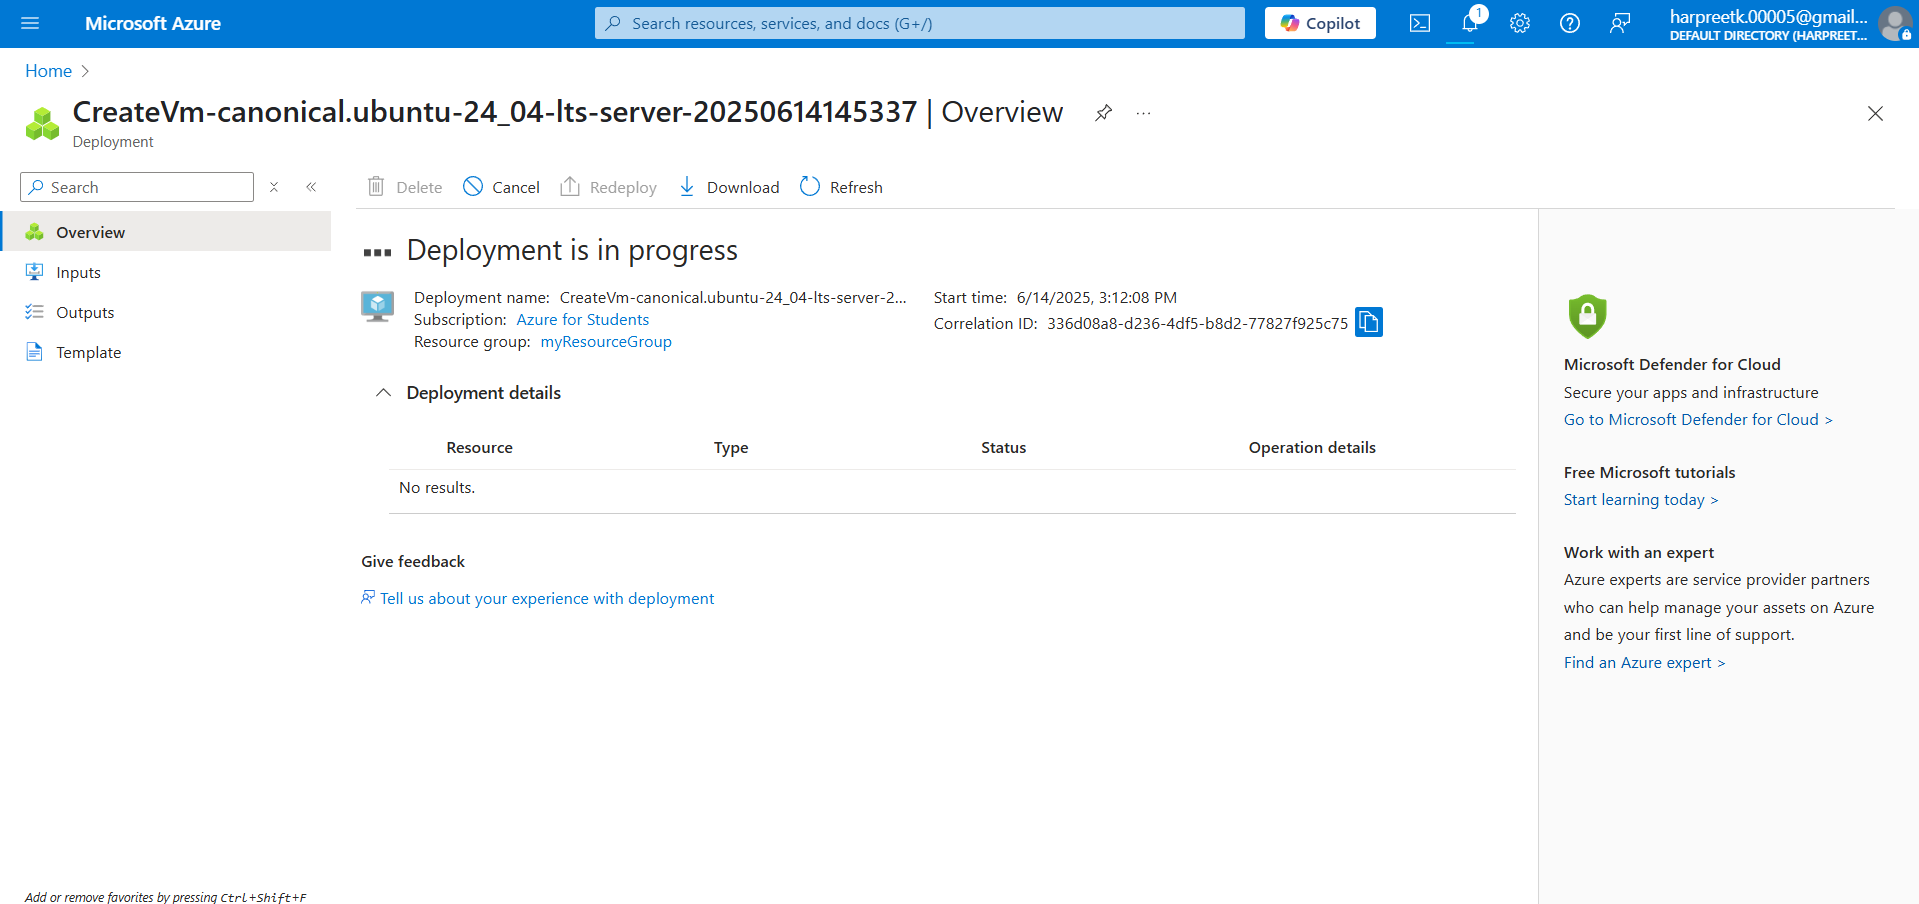 Microsoft Azure
Search resources, services, and docs (G+/)
Copilot
1
harpreetk.00005@gmail...
DEFAULT DIRECTORY (HARPREET...
Home
CreateVm-canonical.ubuntu-24_04-lts-server-20250614145337 | Overview
...
Deployment
Search
Delete
Cancel
Redeploy
Download
Refresh
Overview
Inputs
Outputs
Template
Deployment is in progress
Deployment name: CreateVm-canonical.ubuntu-24_04-lts-server-2...
Subscription: Azure for Students
Resource group: myResourceGroup
Start time: 6/14/2025, 3:12:08 PM
Correlation ID: 336d08a8-d236-4df5-b8d2-77827f925c75
Deployment details
Resource Type Status Operation details
No results.
Give feedback
Tell us about your experience with deployment
Microsoft Defender for Cloud
Secure your apps and infrastructure
Go to Microsoft Defender for Cloud >
Free Microsoft tutorials
Start learning today >
Work with an expert
Azure experts are service provider partners
who can help manage your assets on Azure
and be your first line of support.
Find an Azure expert >
Add or remove favorites by pressing Ctrl+Shift+F